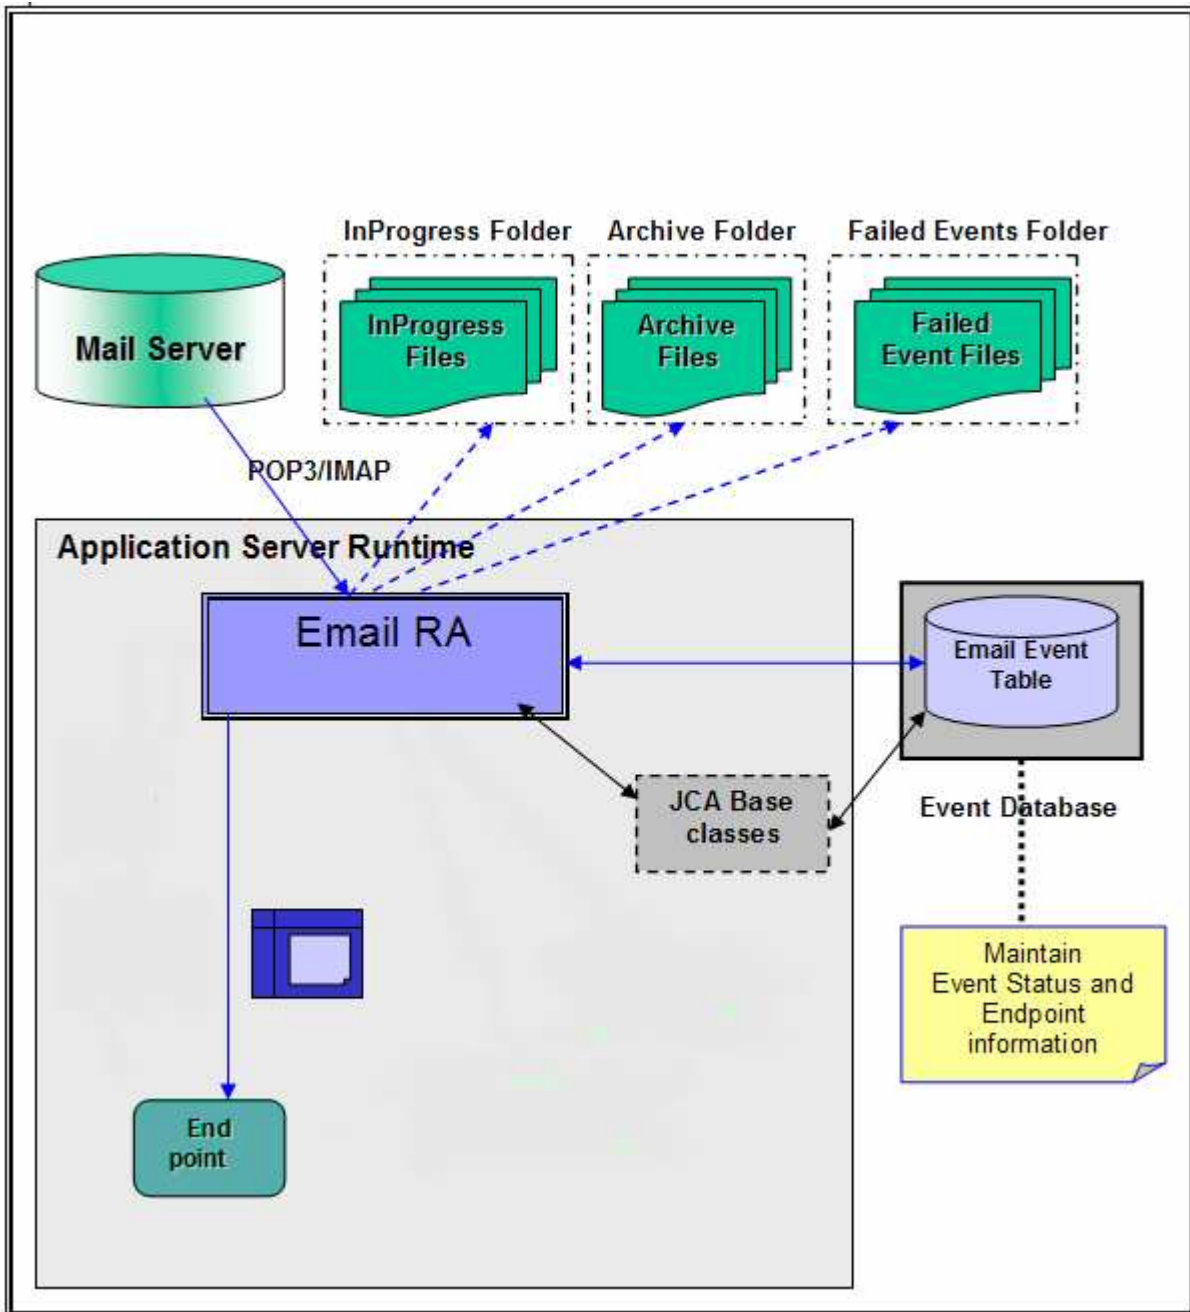 InProgress Folder
Archive Folder
Failed Events Folder
Mail Server
InProgress
Files
Archive
Files
Failed
Event Files
POP3/IMAP
Application Server Runtime
Email RA
Email Event
Table
JCA Base
classes
Event Database
Maintain
Event Status and
Endpoint
information
End
point